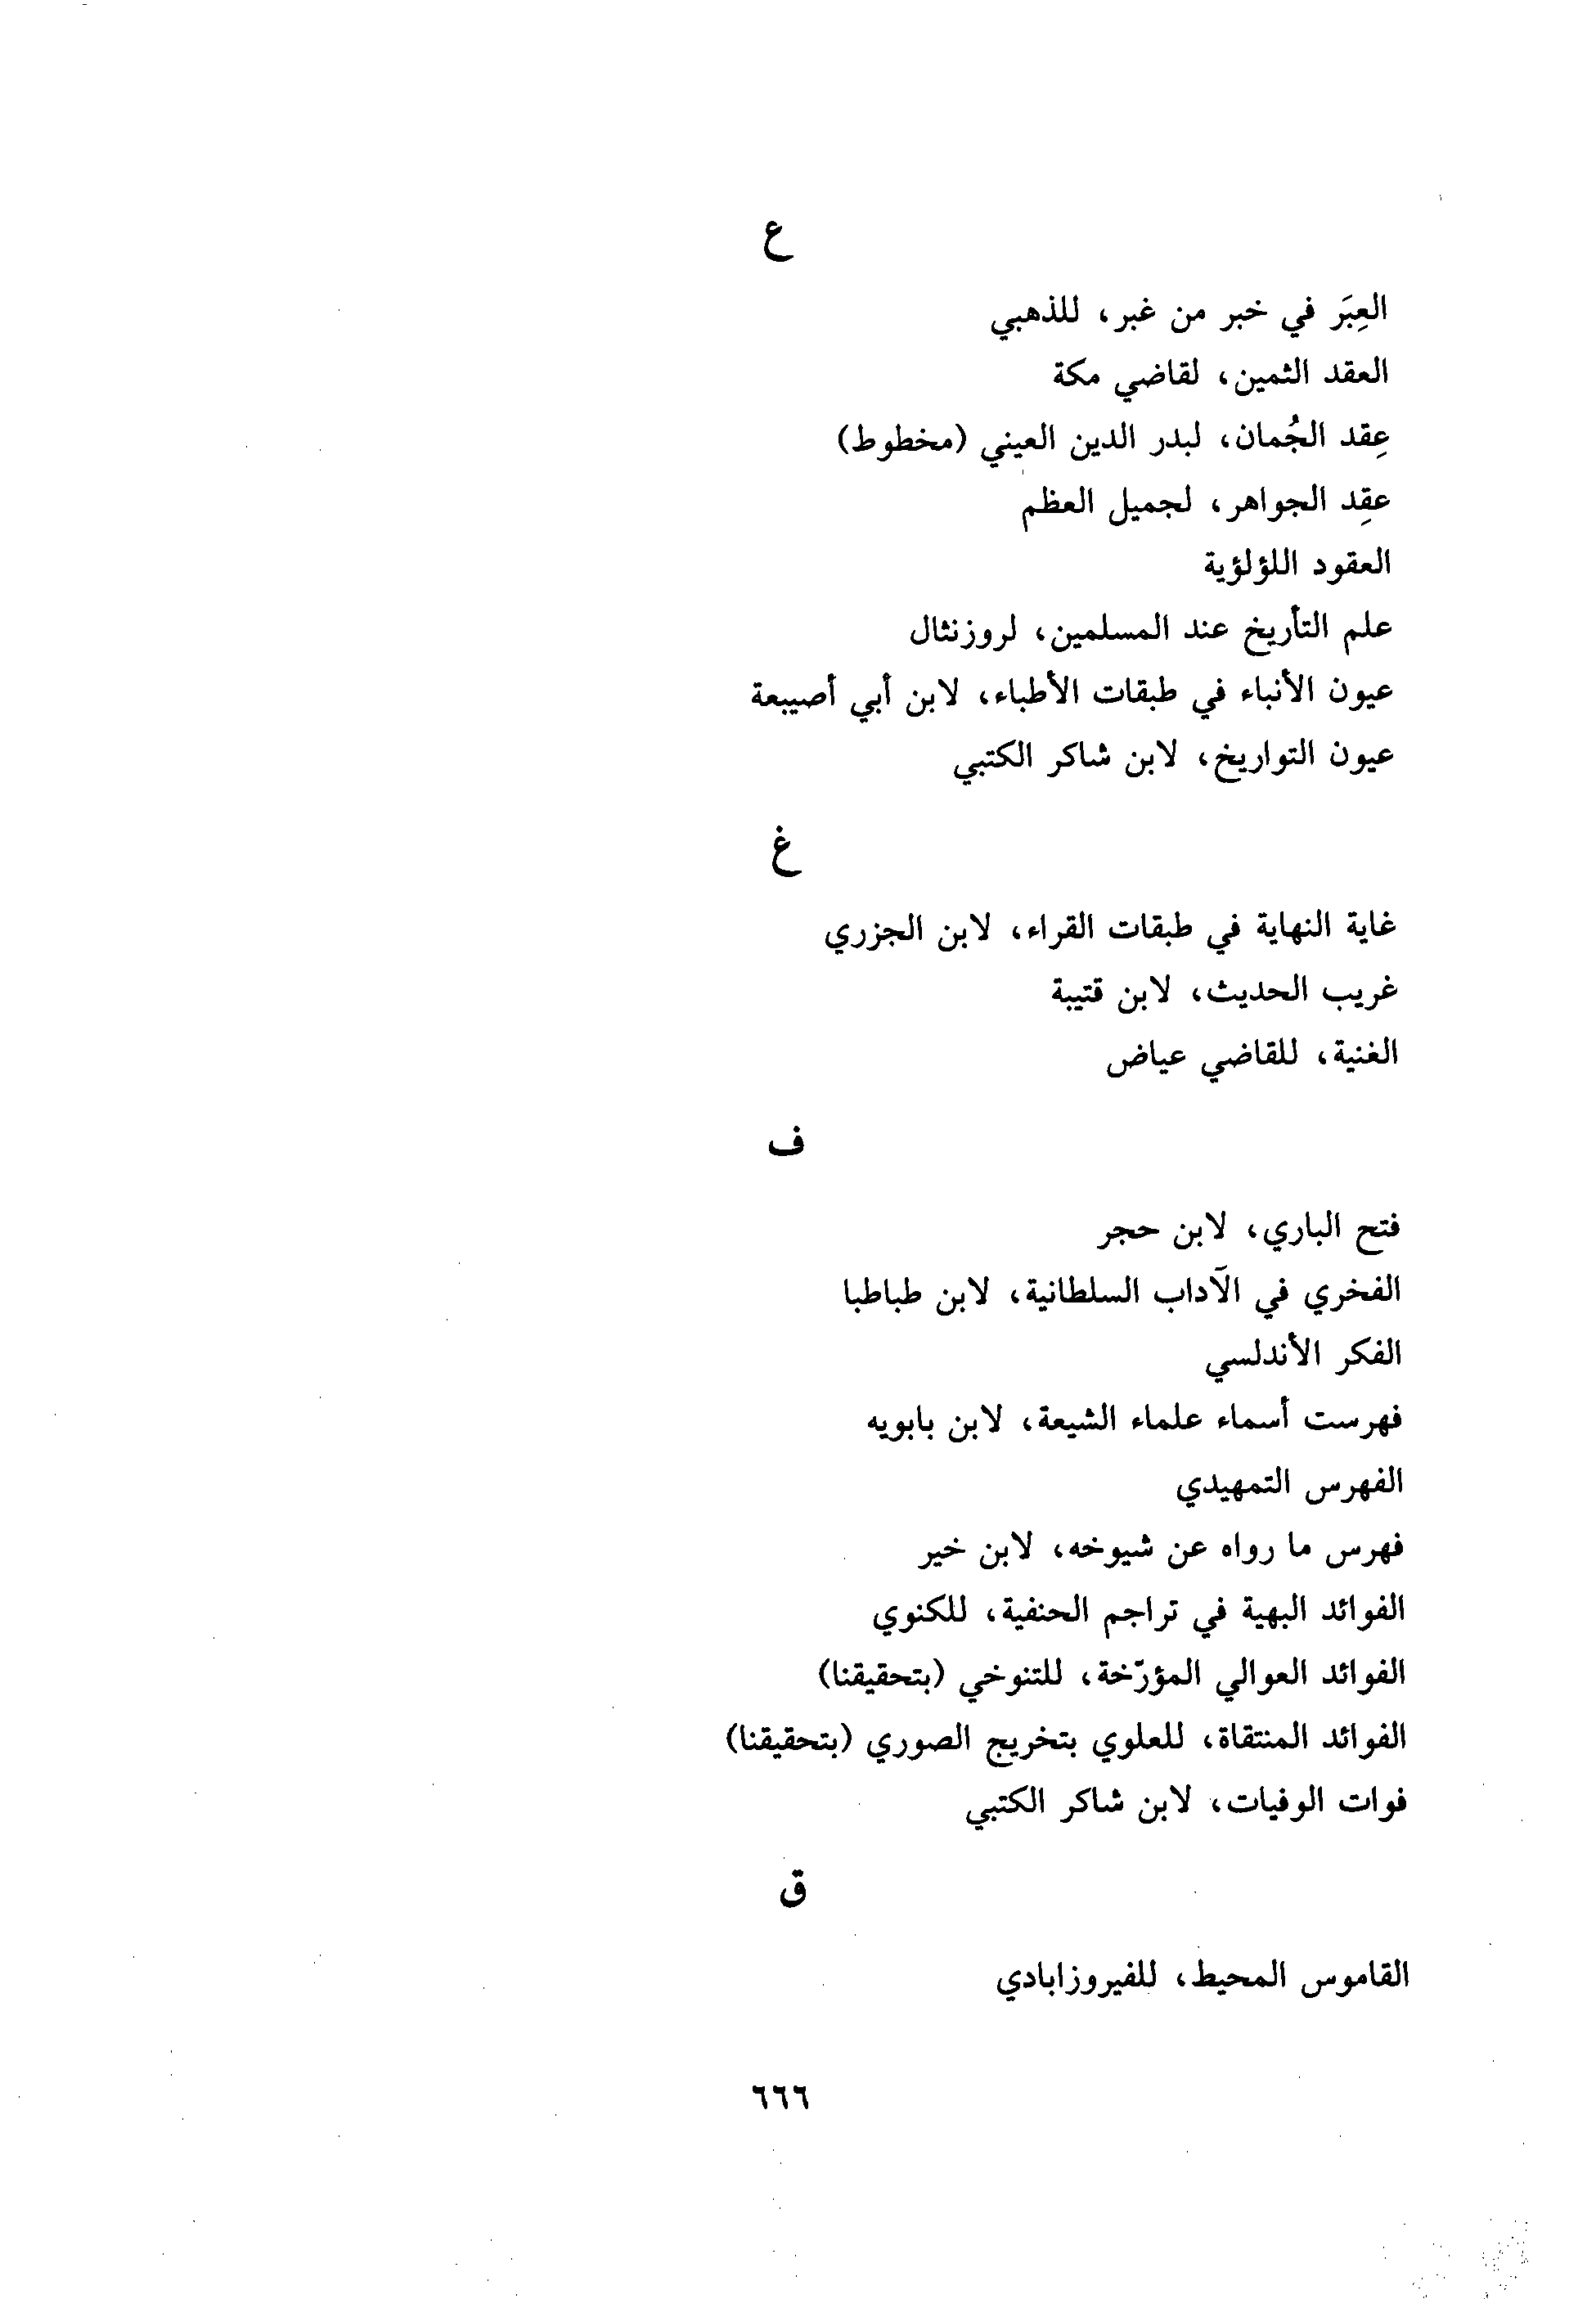 ع
العِبَر في خبر من غبر، للذهبي
العقد الثمين، لقاضي مكة
عِقد الجُمان، لبدر الدين العيني (مخطوط)
عقِد الجواهر، لجميل العظم
العقود اللؤلؤية
علم التأريخ عند المسلمين، لروزنثال
عيون الأنباء في طبقات الأطباء، لابن أبي أصيبعة
عيون التواريخ، لابن شاكر الكتبي
غ
غاية النهاية في طبقات القراء، لابن الجزري
غريب الحديث، لابن قتيبة
الغنية، للقاضي عياض
ف
فتح الباري، لابن حجر
الفخري في الآداب السلطانية، لابن طباطبا
الفكر الأندلسي
فهرست أسماء علماء الشيعة، لابن بابويه
الفهرس التمهيدي
فهرس ما رواه عن شيوخه، لابن خير
الفوائد البهية في تراجم الحنفية، للكنوي
الفوائد العوالي المؤرّخة، للتنوخي (بتحقيقنا)
الفوائد المنتقاة، للعلوي بتخريج الصوري (بتحقيقنا)
فوات الوفيات، لابن شاكر الكتبي
ق
القاموس المحيط، للفيروزابادي
٦٦٦